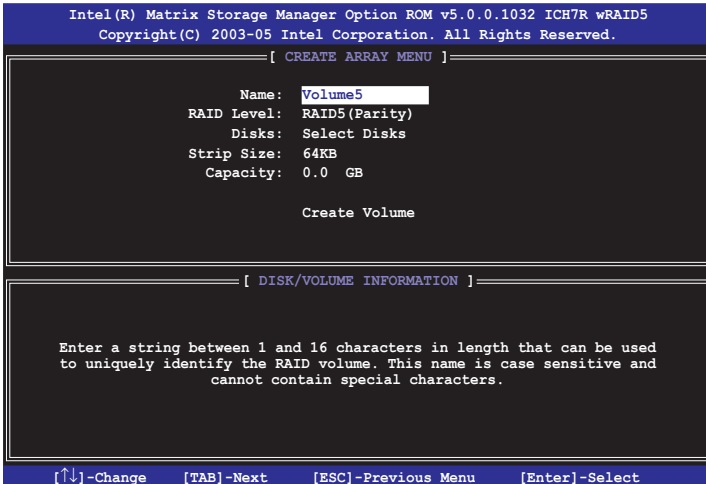 Intel(R) Matrix Storage Manager Option ROM v5.0.0.1032 ICH7R wRAID5
Copyright(C) 2003-05 Intel Corporation. All Rights Reserved.
[ CREATE ARRAY MENU ]
Name: Volume5
RAID Level: RAID5(Parity)
Disks: Select Disks
Strip Size: 64KB
Capacity: 0.0 GB
Create Volume
[ DISK/VOLUME INFORMATION ]
Enter a string between 1 and 16 characters in length that can be used
to uniquely identify the RAID volume. This name is case sensitive and
cannot contain special characters.
[↑↓]-Change [TAB]-Next [ESC]-Previous Menu [Enter]-Select